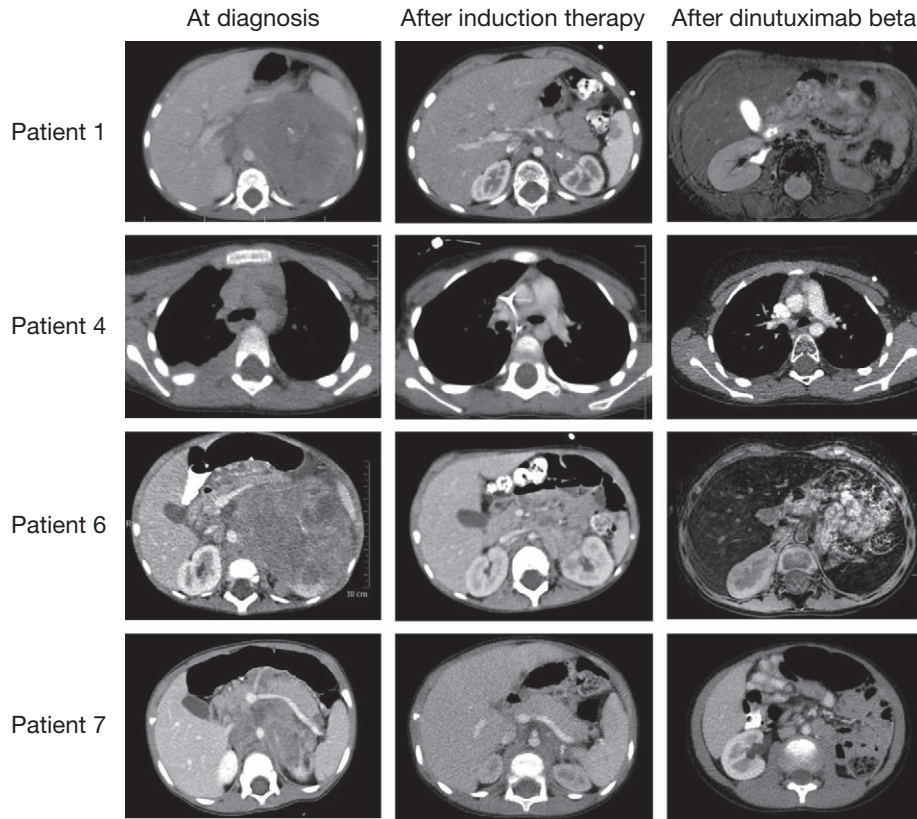 At diagnosis
After induction therapy
After dinutuximab beta
Patient 1
Patient 4
Patient 6
R
10 cm
Patient 7